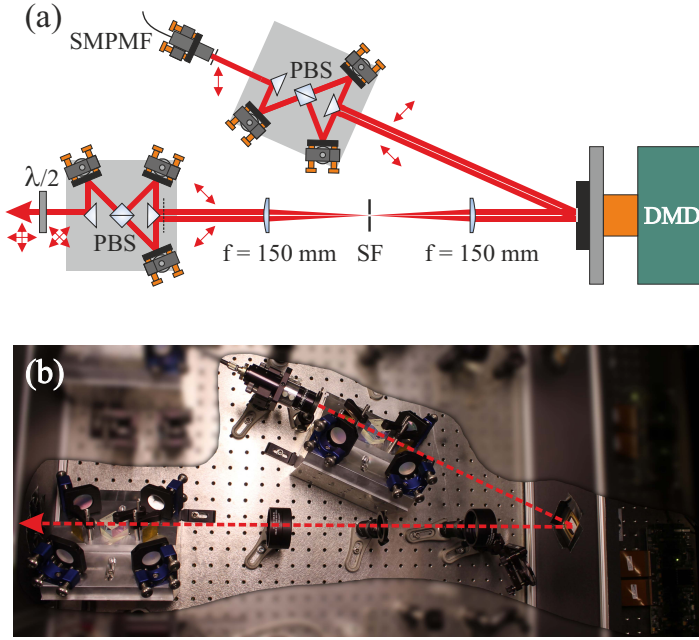 (a)
SMPMF
PBS
λ/2
PBS
f = 150 mm
SF
f = 150 mm
DMD
(b)